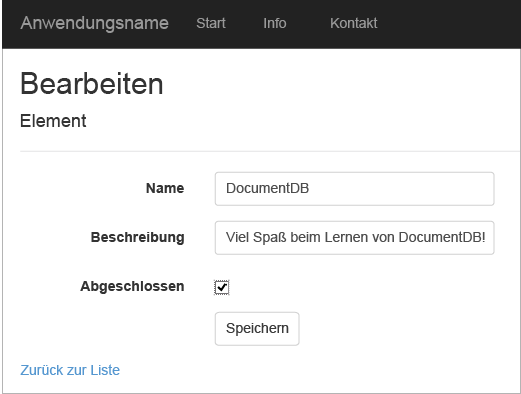 Anwendungsname Start Info Kontakt
Bearbeiten
Element
Name DocumentDB
Beschreibung Viel Spaß beim Lernen von DocumentDB!
Abgeschlossen
Speichern
Zurück zur Liste